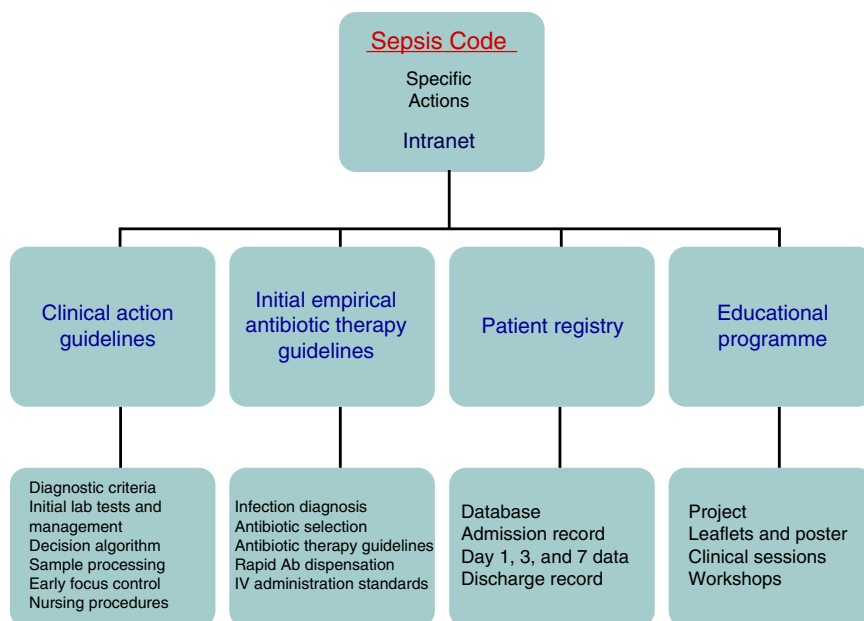 Sepsis Code
Specific
Actions
Intranet
Clinical action
guidelines
Initial empirical
antibiotic therapy
guidelines
Patient registry
Educational
programme
Diagnostic criteria
Initial lab tests and
management
Decision algorithm
Sample processing
Early focus control
Nursing procedures
Infection diagnosis
Antibiotic selection
Antibiotic therapy guidelines
Rapid Ab dispensation
IV administration standards
Database
Admission record
Day 1, 3, and 7 data
Discharge record
Project
Leaflets and poster
Clinical sessions
Workshops